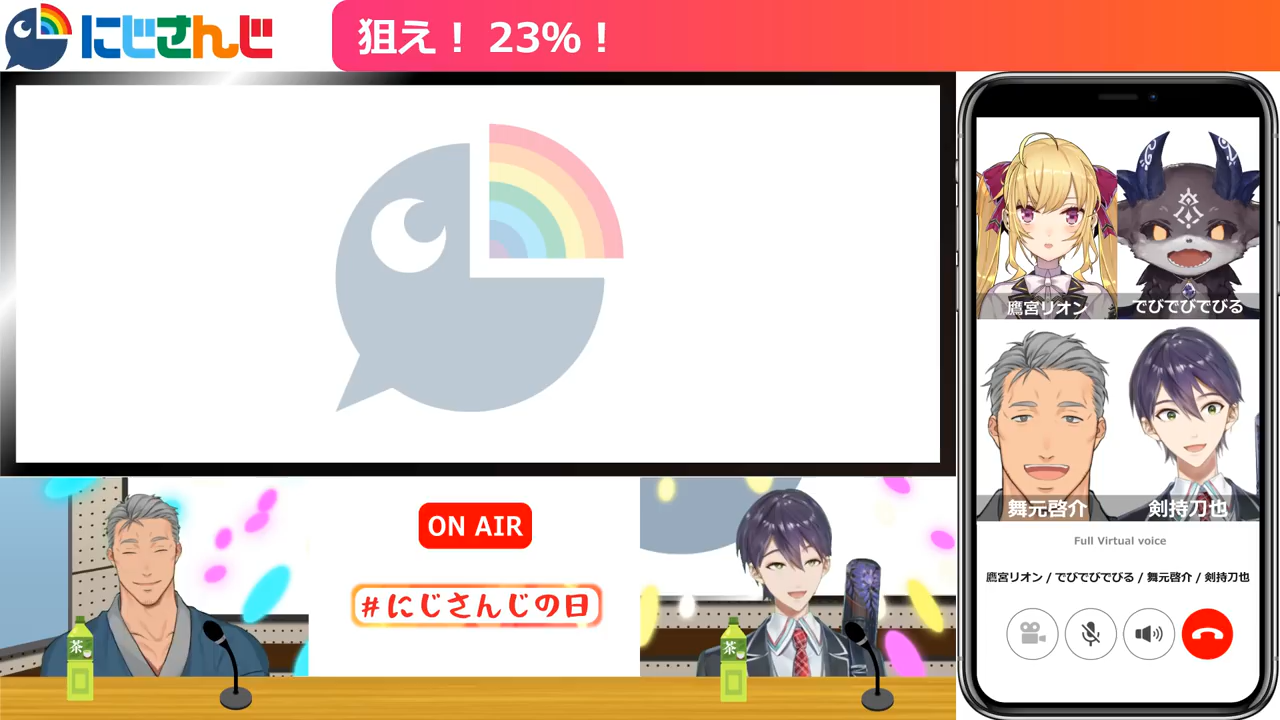 にじさんじ
狙え！ 23%！
鷹宮リオン
でびでびでびる
舞元啓介
剣持刀也
Full Virtual voice
鷹宮リオン / でびでびでびる / 舞元啓介 / 剣持刀也
ON AIR
#にじさんじの日
茶
茶